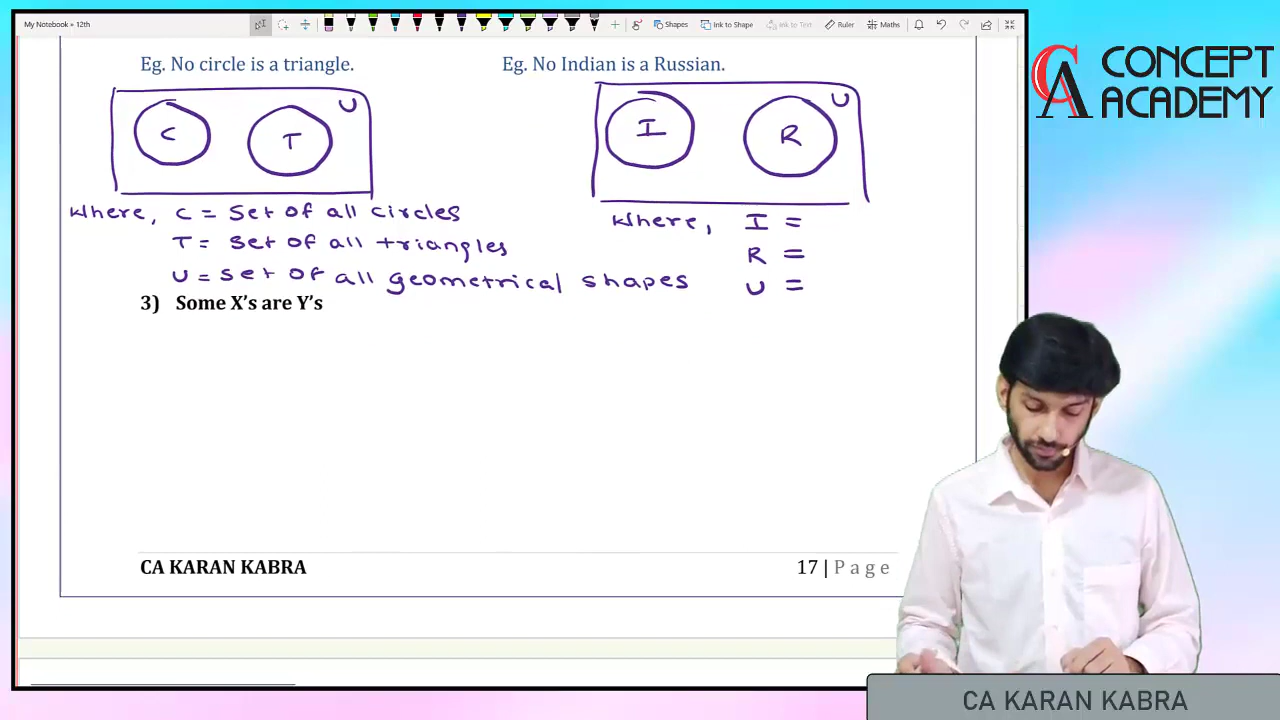 My Notebook » 12th
Shapes
Ink to Shape
Ink to Text
Ruler
Maths
CONCEPT
ACADEMY
CA
Eg. No circle is a triangle.
Eg. No Indian is a Russian.
C T U
I R U
Where, C = Set of all circles
T = Set of all triangles
U = set of all geometrical shapes
Where, I =
R =
U =
3) Some X's are Y's
CA KARAN KABRA
17 | Page
CA KARAN KABRA